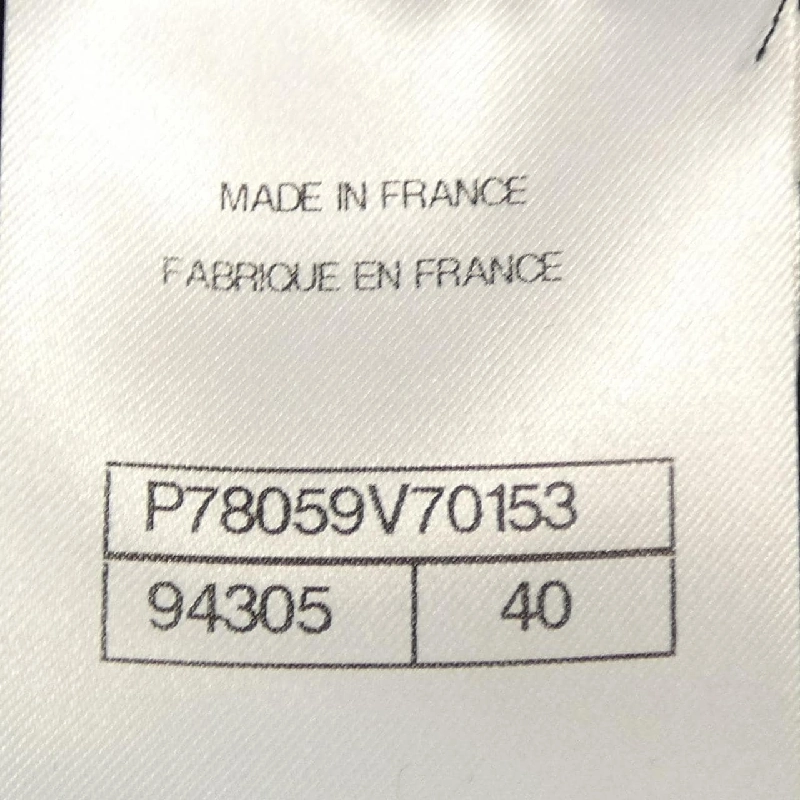 MADE IN FRANCE
FABRIQUE EN FRANCE
P78059V70153
94305 40